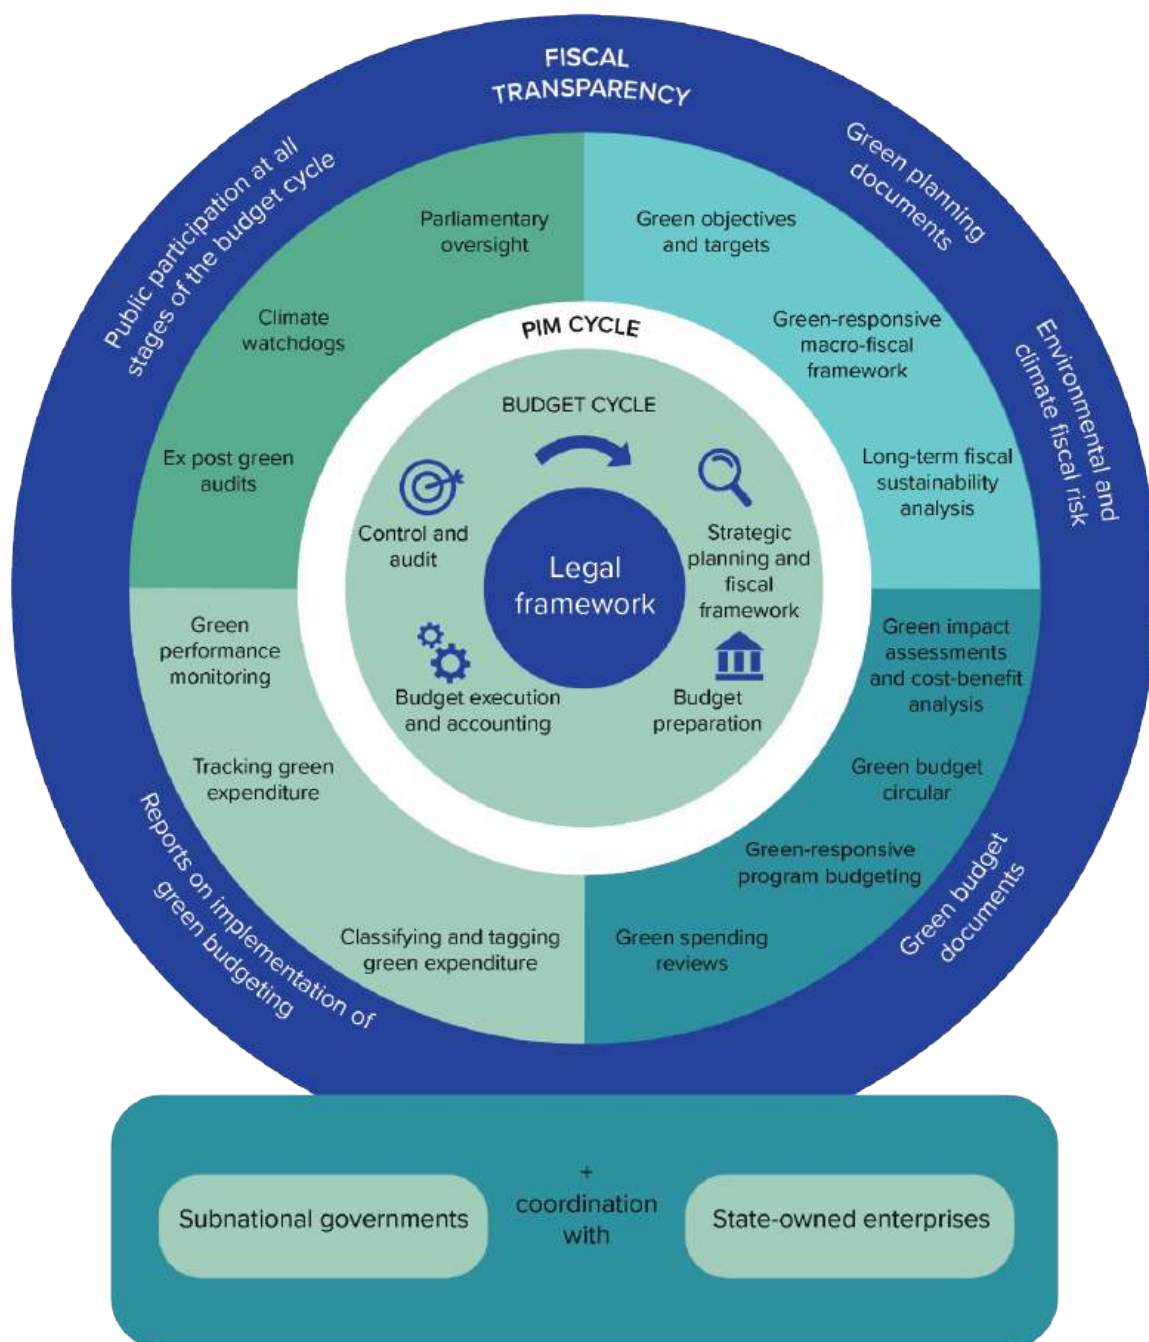 FISCAL
TRANSPARENCY
Green planning
documents
Environmental and
climate fiscal risk
Green budget
documents
Reports on implementation of
green budgeting
Public participation at all
stages of the budget cycle
Parliamentary
oversight
Climate
watchdogs
Ex post green
audits
Green objectives
and targets
Green-responsive
macro-fiscal
framework
Long-term fiscal
sustainability
analysis
Green impact
assessments
and cost-benefit
analysis
Green budget
circular
Green-responsive
program budgeting
Green spending
reviews
Classifying and tagging
green expenditure
Tracking green
expenditure
Green
performance
monitoring
PIM CYCLE
BUDGET CYCLE
Control and
audit
Strategic
planning and
fiscal
framework
Budget
preparation
Budget execution
and accounting
Legal
framework
Subnational governments
+
coordination
with
State-owned enterprises